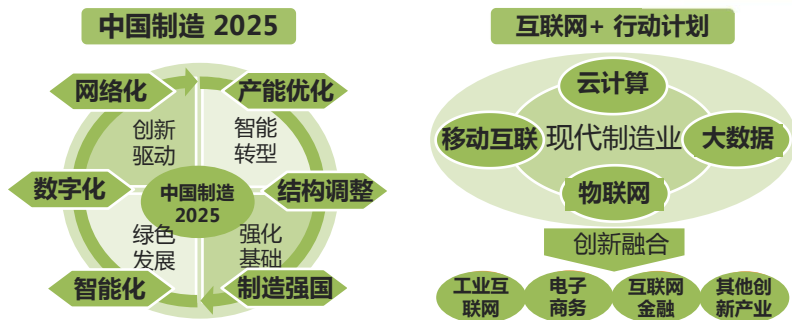 中国制造 2025
网络化
产能优化
创新
驱动
智能
转型
数字化
中国制造
2025
结构调整
绿色
发展
强化
基础
智能化
制造强国
互联网+ 行动计划
云计算
移动互联
现代制造业
大数据
物联网
创新融合
工业互
联网
电子
商务
互联网
金融
其他创
新产业